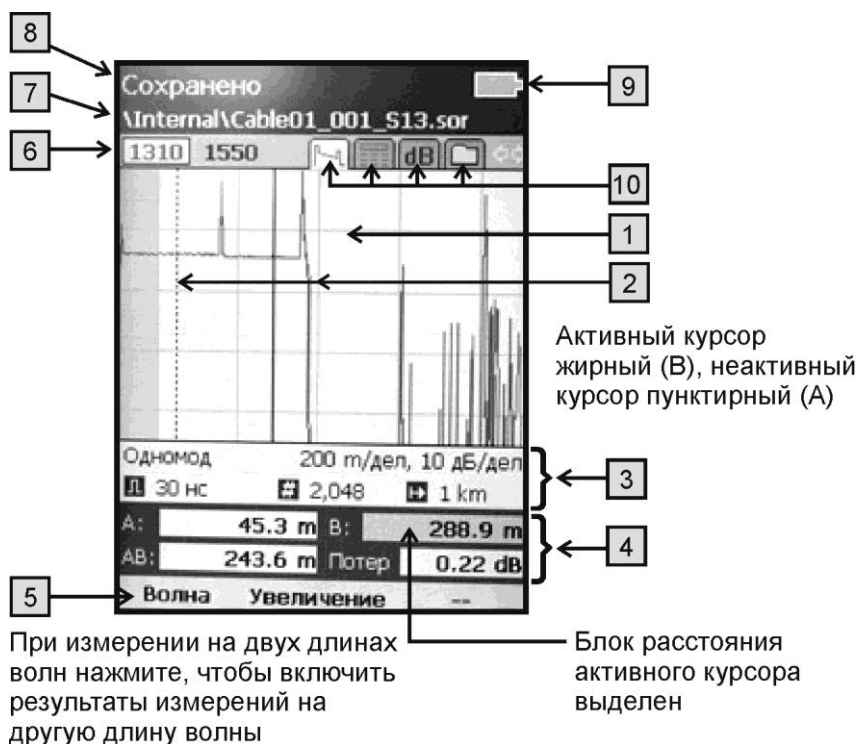 8
Сохранено
9
7
\Internal\Cable01_001_S13.sor
6
1310 1550 dB
10
1
2
Активный курсор
жирный (В), неактивный
курсор пунктирный (А)
Одномод 200 m/дел, 10 дБ/дел
3
30 нс 2,048 1 km
A: 45.3 m B: 288.9 m
4
AB: 243.6 m Потер 0.22 dB
5
Волна Увеличение --
При измерении на двух длинах
волн нажмите, чтобы включить
результаты измерений на
другую длину волны
Блок расстояния
активного курсора
выделен